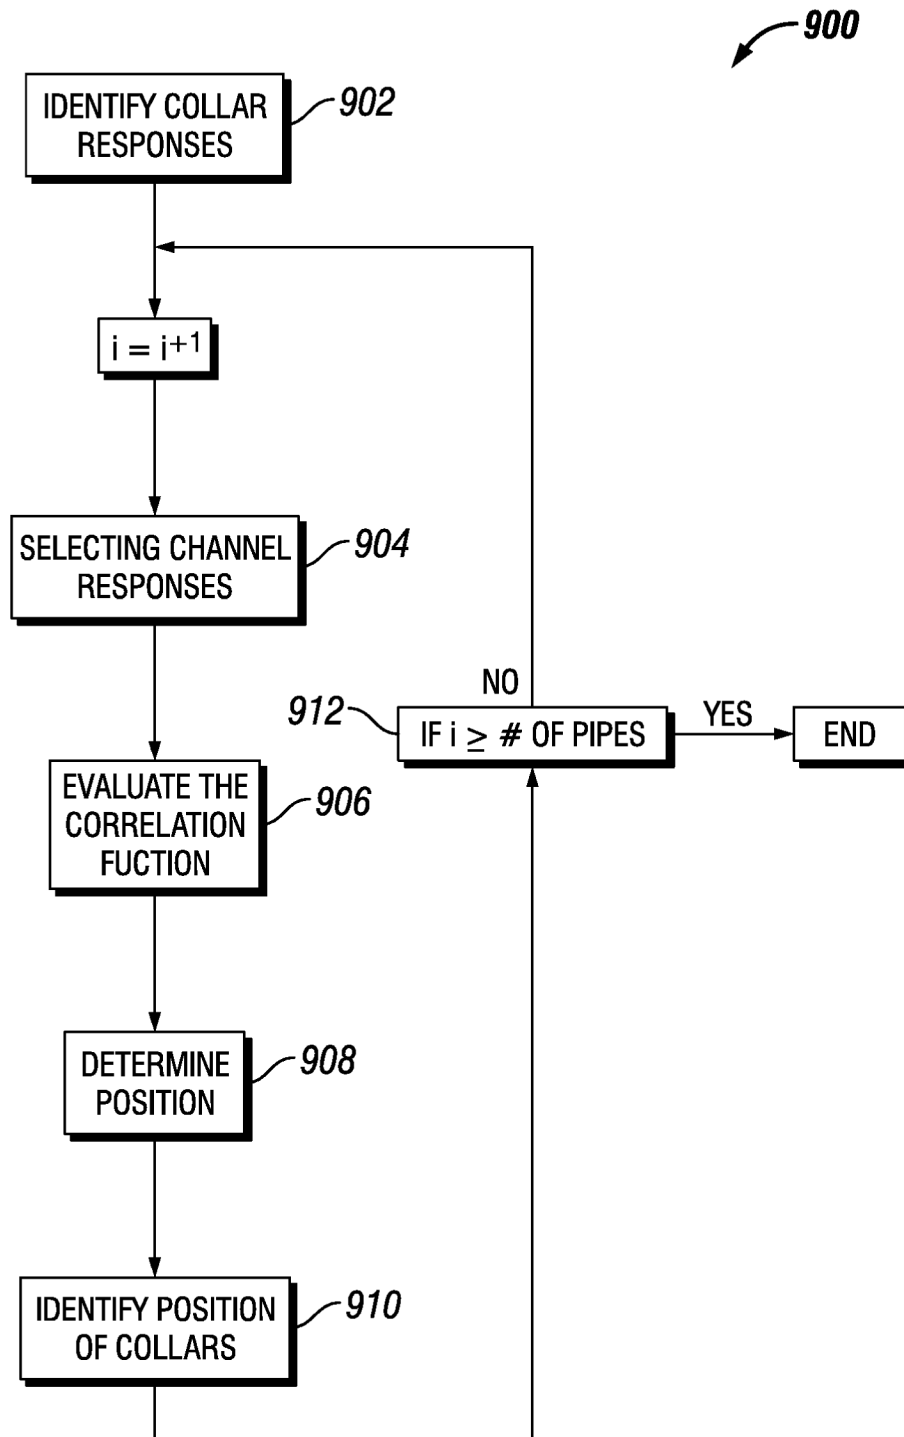 900
IDENTIFY COLLAR
RESPONSES
902
i = i+1
SELECTING CHANNEL
RESPONSES
904
EVALUATE THE
CORRELATION
FUCTION
906
DETERMINE
POSITION
908
IDENTIFY POSITION
OF COLLARS
910
NO
912
IF i ≥ # OF PIPES
YES
END